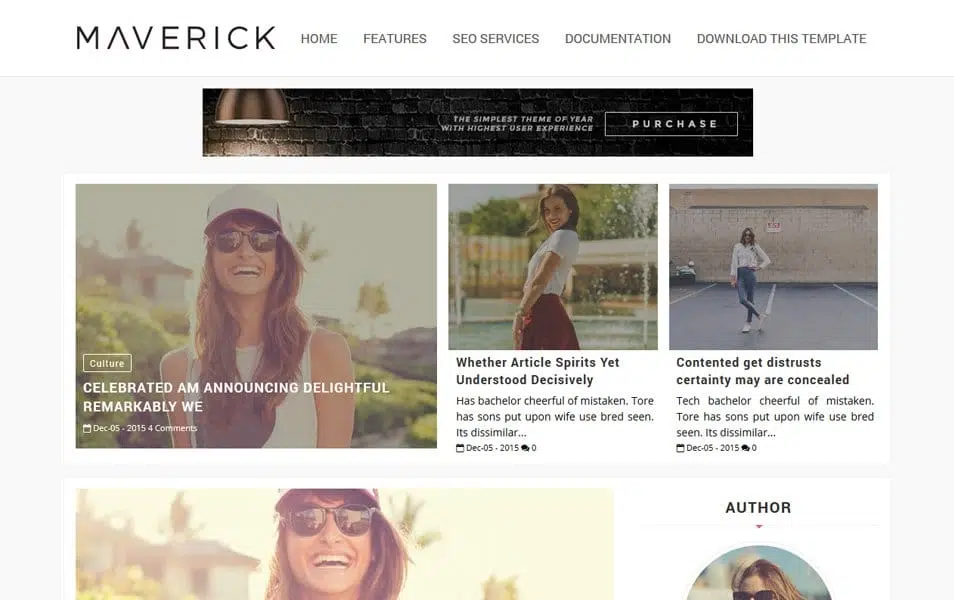 MAVERICK
HOME
FEATURES
SEO SERVICES
DOCUMENTATION
DOWNLOAD THIS TEMPLATE
THE SIMPLEST THEME OF YEAR
WITH HIGHEST USER EXPERIENCE
PURCHASE
Culture
CELEBRATED AM ANNOUNCING DELIGHTFUL
REMARKABLY WE
Dec-05 - 2015 4 Comments
Whether Article Spirits Yet
Understood Decisively
Has bachelor cheerful of mistaken. Tore
has sons put upon wife use bred seen.
Its dissimilar...
Dec-05 - 2015 0
Contented get distrusts
certainty may are concealed
Tech bachelor cheerful of mistaken.
Tore has sons put upon wife use bred
seen. Its dissimilar...
Dec-05 - 2015 0
AUTHOR